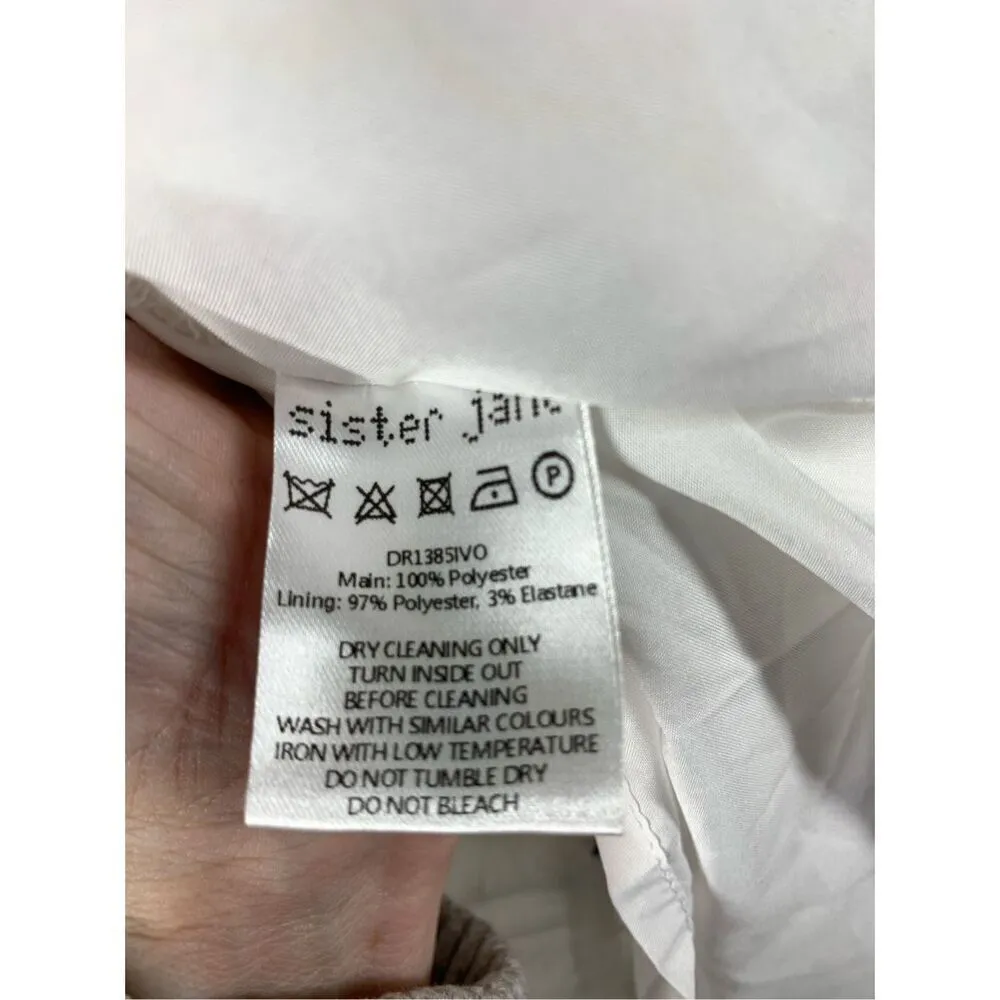 sister jane
P
DR1385IVO
Main: 100% Polyester
Lining: 97% Polyester, 3% Elastane
DRY CLEANING ONLY
TURN INSIDE OUT
BEFORE CLEANING
WASH WITH SIMILAR COLOURS
IRON WITH LOW TEMPERATURE
DO NOT TUMBLE DRY
DO NOT BLEACH